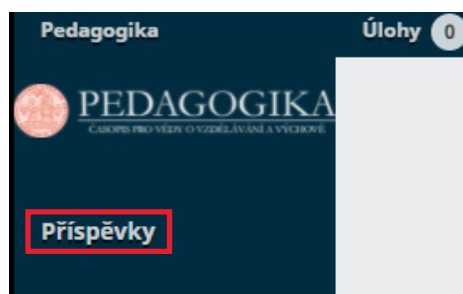 Pedagogika Úlohy 0
PEDAGOGIKA
ČASOPIS PRO VĚDY O VZDĚLÁVÁNÍ A VÝCHOVĚ
Příspěvky